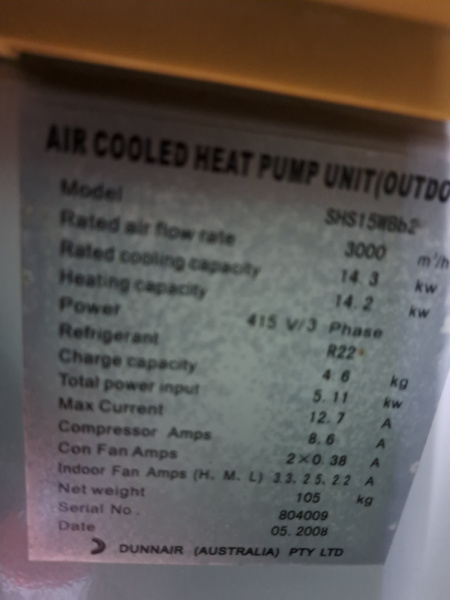 AIR COOLED HEAT PUMP UNIT(OUTDO
Model SHS15WBb2
Rated air flow rate 3000 m³/h
Rated cooling capacity 14.3 kw
Heating capacity 14.2 kw
Power 415 V/3 Phase
Refrigerant R22
Charge capacity 4.6 kg
Total power input 5.11 kw
Max Current 12.7 A
Compressor Amps 8.6 A
Con Fan Amps 2×0.38 A
Indoor Fan Amps (H. M. L) 3.3. 2.5. 2.2 A
Net weight 105 kg
Serial No. 804009
Date 05.2008
DUNNAIR (AUSTRALIA) PTY LTD